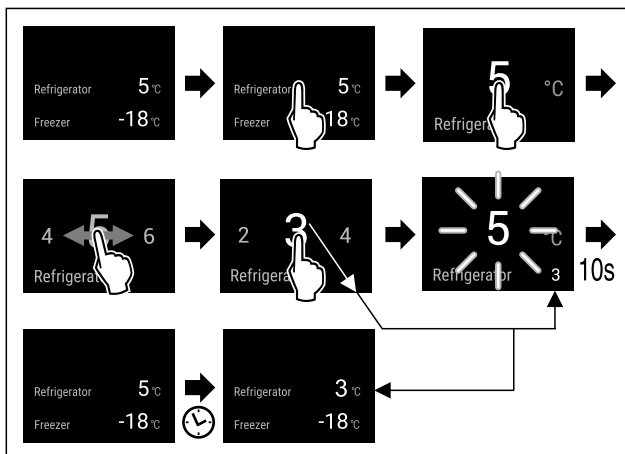 Refrigerator 5 °C
Freezer -18 °C
Refrigerator 5 °C
Freezer 18 °C
5 °C
Refrigera
4 5 6
Refrigerat
2 3 4
Refrigera
5 °C
Refrigerator 3
10s
Refrigerator 5 °C
Freezer -18 °C
Refrigerator 3 °C
Freezer -18 °C